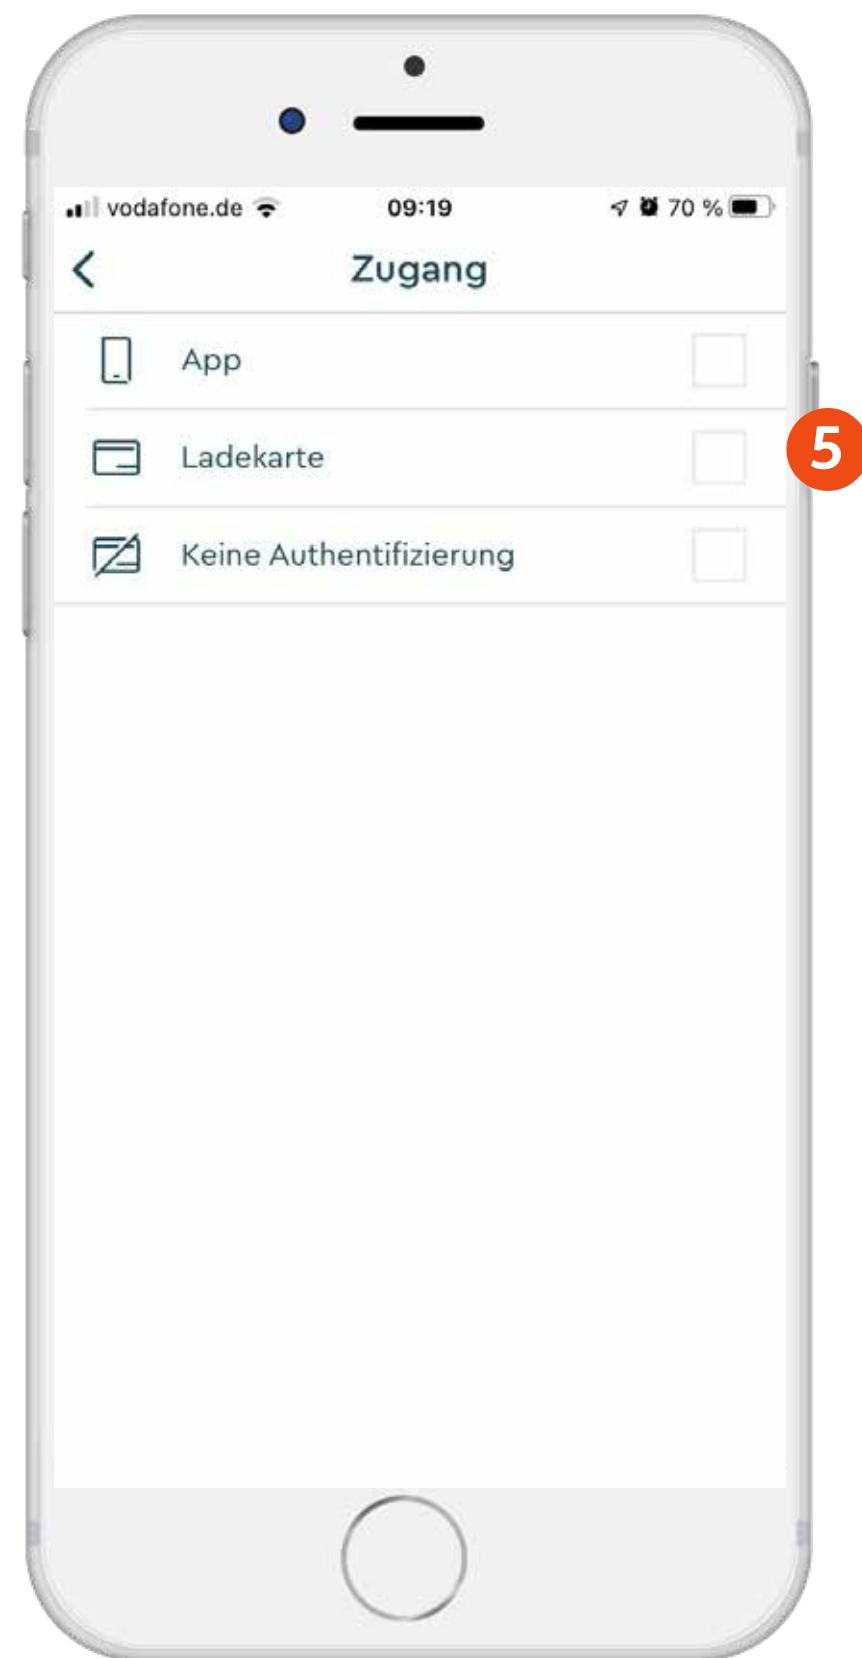 vodafone.de 09:19 70 %
Zugang
App
Ladekarte
5
Keine Authentifizierung